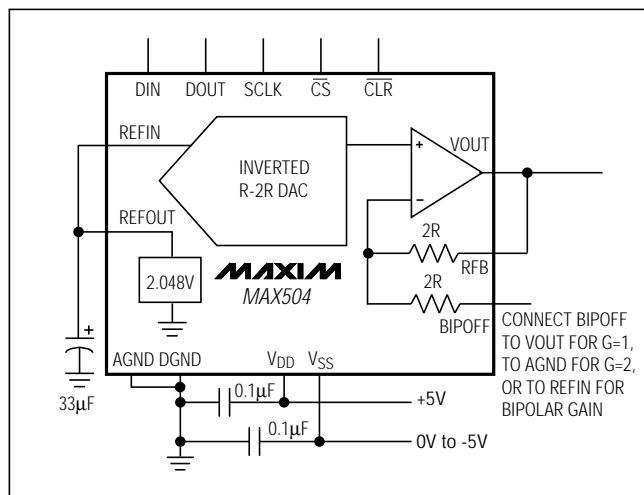 DIN DOUT SCLK CS CLR
REFIN
VOUT
INVERTED
R-2R DAC
+
−
REFOUT
2R
RFB
2.048V
MAXIM
MAX504
2R
BIPOFF
CONNECT BIPOFF
TO VOUT FOR G=1,
TO AGND FOR G=2,
OR TO REFIN FOR
BIPOLAR GAIN
+
33µF
AGND DGND VDD VSS
0.1µF
+5V
0.1µF
0V to -5V